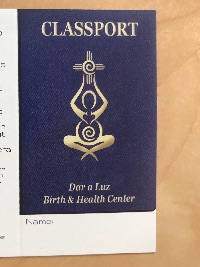 CLASSPORT
Dar a Luz
Birth & Health Center
Name: